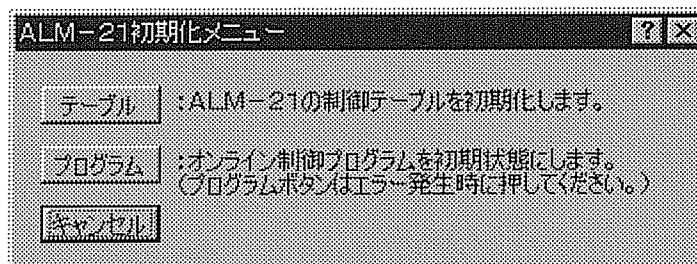 ALM－21初期化メニュー
テーブル :ALM－21の制御テーブルを初期化します。
プログラム :オンライン制御プログラムを初期状態にします。
(プログラムボタンはエラー発生時に押してください。)
キャンセル